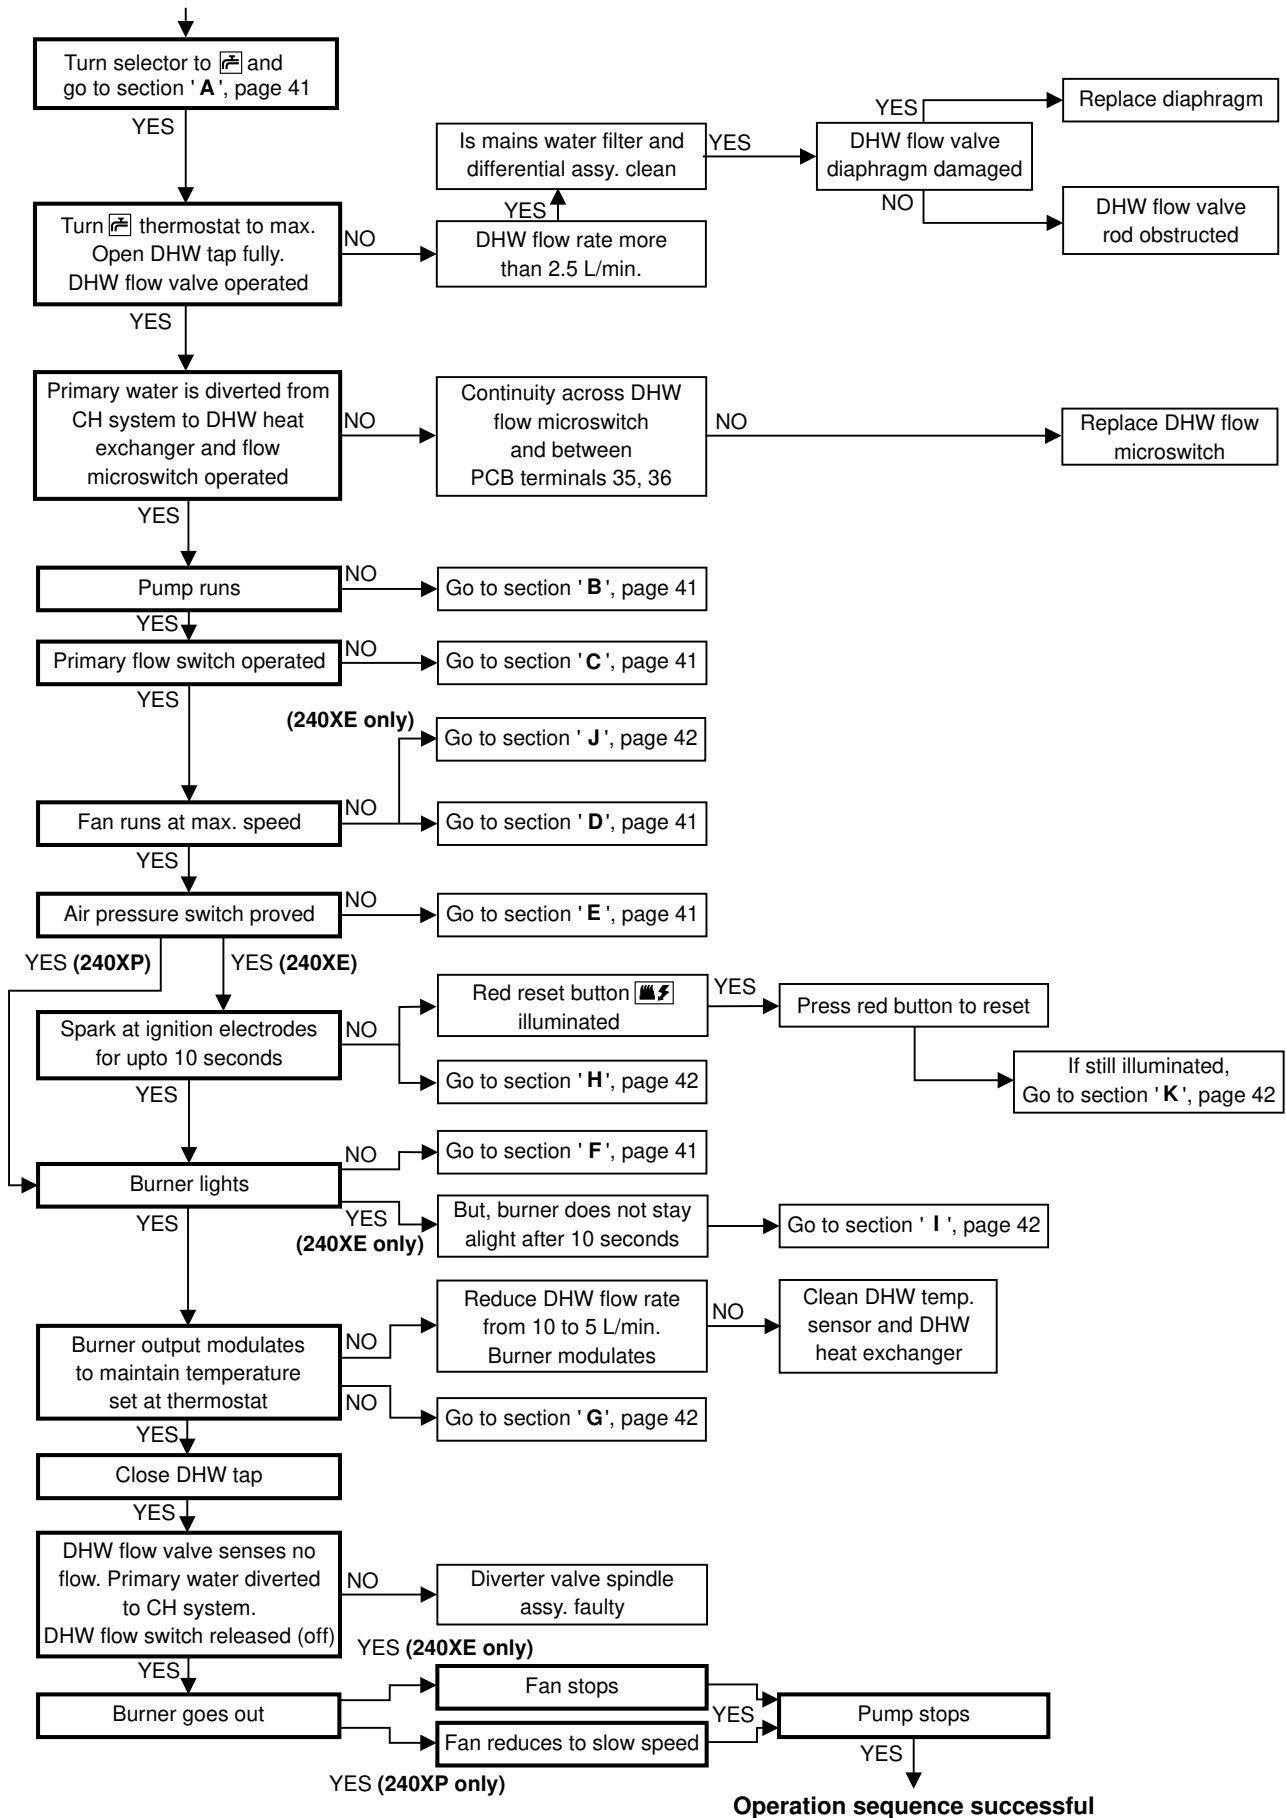 Turn selector to and
go to section ' A ', page 41
YES
Turn thermostat to max.
Open DHW tap fully.
DHW flow valve operated
NO
DHW flow rate more
than 2.5 L/min.
YES
Is mains water filter and
differential assy. clean
YES
DHW flow valve
diaphragm damaged
YES
Replace diaphragm
NO
DHW flow valve
rod obstructed
YES
Primary water is diverted from
CH system to DHW heat
exchanger and flow
microswitch operated
NO
Continuity across DHW
flow microswitch
and between
PCB terminals 35, 36
NO
Replace DHW flow
microswitch
YES
Pump runs
NO
Go to section ' B ', page 41
YES
Primary flow switch operated
NO
Go to section ' C ', page 41
YES
(240XE only)
Go to section ' J ', page 42
Fan runs at max. speed
NO
Go to section ' D', page 41
YES
Air pressure switch proved
NO
Go to section ' E ', page 41
YES (240XP)
YES (240XE)
Spark at ignition electrodes
for upto 10 seconds
NO
Red reset button
illuminated
YES
Press red button to reset
If still illuminated,
Go to section ' K ', page 42
Go to section ' H ', page 42
YES
Burner lights
NO
Go to section ' F ', page 41
YES
(240XE only)
But, burner does not stay
alight after 10 seconds
Go to section ' I ', page 42
YES
Burner output modulates
to maintain temperature
set at thermostat
NO
Reduce DHW flow rate
from 10 to 5 L/min.
Burner modulates
NO
Clean DHW temp.
sensor and DHW
heat exchanger
NO
Go to section ' G', page 42
YES
Close DHW tap
YES
DHW flow valve senses no
flow. Primary water diverted
to CH system.
DHW flow switch released (off)
NO
Diverter valve spindle
assy. faulty
YES
Burner goes out
YES (240XE only)
Fan stops
YES (240XP only)
Fan reduces to slow speed
YES
Pump stops
YES
Operation sequence successful